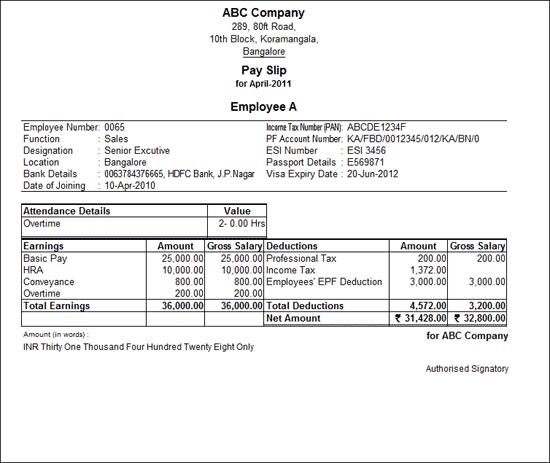 ABC Company
289, 80ft Road,
10th Block, Koramangala,
Bangalore
Pay Slip
for April-2011
Employee A
Employee Number: 0065 Income Tax Number (PAN): ABCDE1234F
Function : Sales PF Account Number: KA/FBD/0012345/012/KA/BN/0
Designation : Senior Excutive ESI Number : ESI 3456
Location : Bangalore Passport Details : E569871
Bank Details : 0063784376665, HDFC Bank, J.P.Nagar Visa Expiry Date : 20-Jun-2012
Date of Joining : 10-Apr-2010
Attendance Details Value
Overtime 2- 0.00 Hrs
Earnings Amount Gross Salary Deductions Amount Gross Salary
Basic Pay 25,000.00 25,000.00 Professional Tax 200.00 200.00
HRA 10,000.00 10,000.00 Income Tax 1,372.00
Conveyance 800.00 800.00 Employees' EPF Deduction 3,000.00 3,000.00
Overtime 200.00 200.00
Total Earnings 36,000.00 36,000.00 Total Deductions 4,572.00 3,200.00
Net Amount ₹ 31,428.00 ₹ 32,800.00
Amount (in words) : for ABC Company
INR Thirty One Thousand Four Hundred Twenty Eight Only
Authorised Signatory